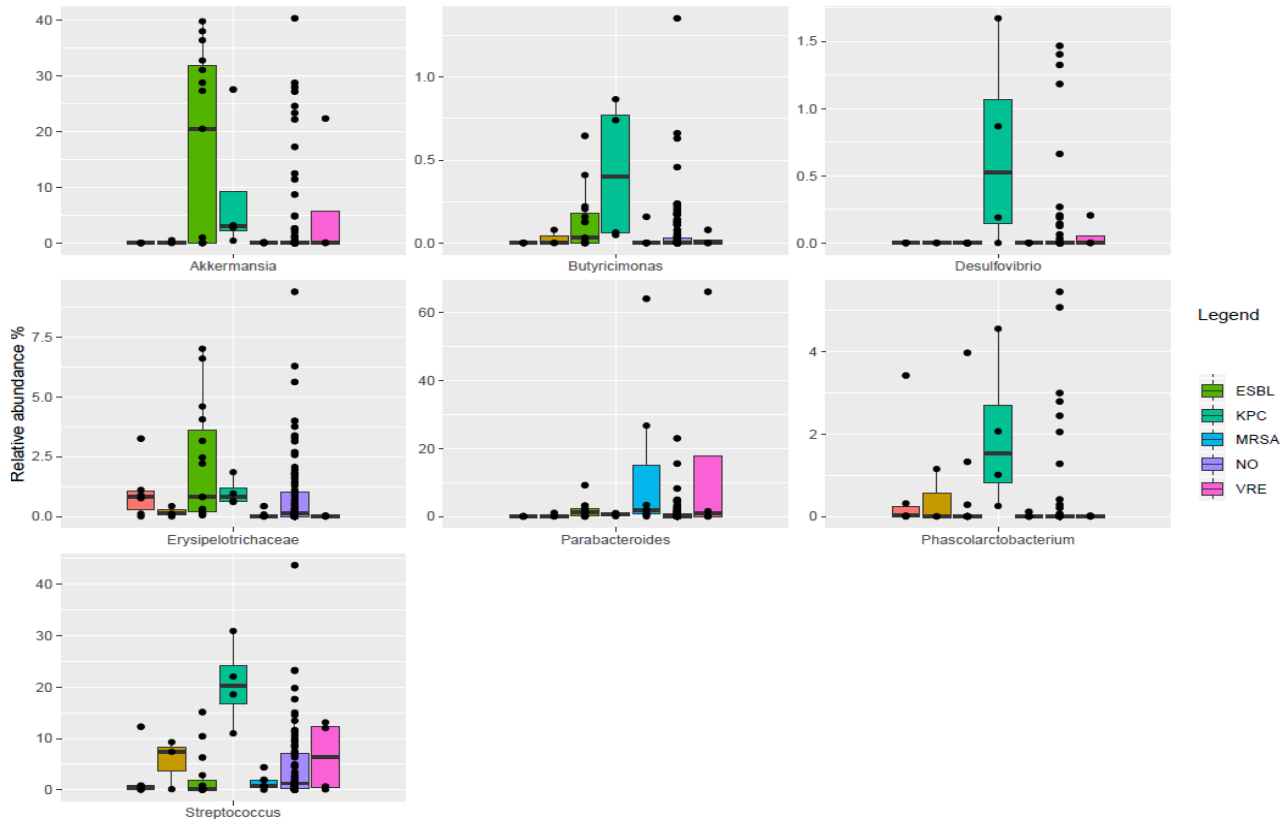 40
30
20
10
0
Akkermansia
1.0
0.5
0.0
Butyricimonas
1.5
1.0
0.5
0.0
Desulfovibrio
Relative abundance %
7.5
5.0
2.5
0.0
Erysipelotrichaceae
60
40
20
0
Parabacteroides
4
2
0
Phascolarctobacterium
Legend
ESBL
KPC
MRSA
NO
VRE
40
30
20
10
0
Streptococcus